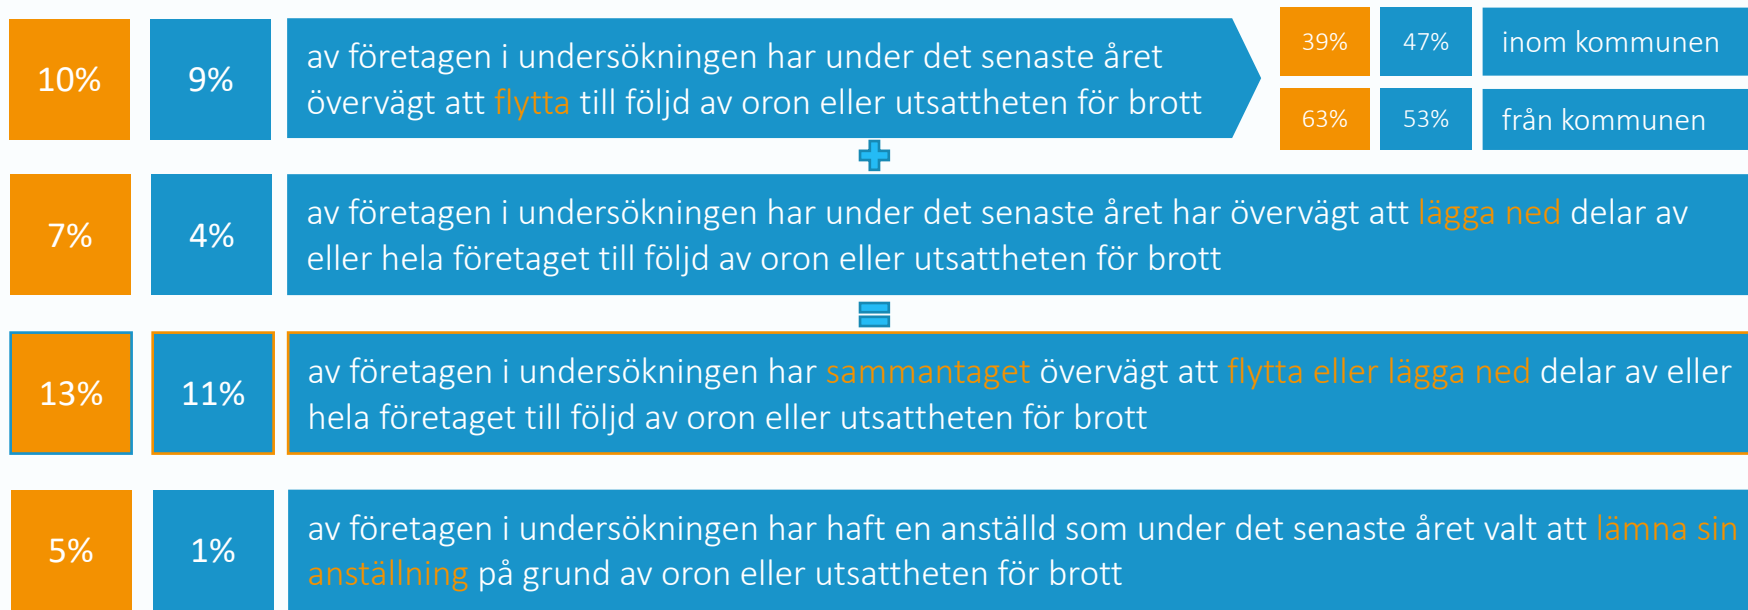 10%
9%
av företagen i undersökningen har under det senaste året
övervägt att flytta till följd av oron eller utsattheten för brott
39%
47%
inom kommunen
63%
53%
från kommunen
7%
4%
av företagen i undersökningen har under det senaste året har övervägt att lägga ned delar av
eller hela företaget till följd av oron eller utsattheten för brott
13%
11%
av företagen i undersökningen har sammantaget övervägt att flytta eller lägga ned delar av eller
hela företaget till följd av oron eller utsattheten för brott
5%
1%
av företagen i undersökningen har haft en anställd som under det senaste året valt att lämna sin
anställning på grund av oron eller utsattheten för brott